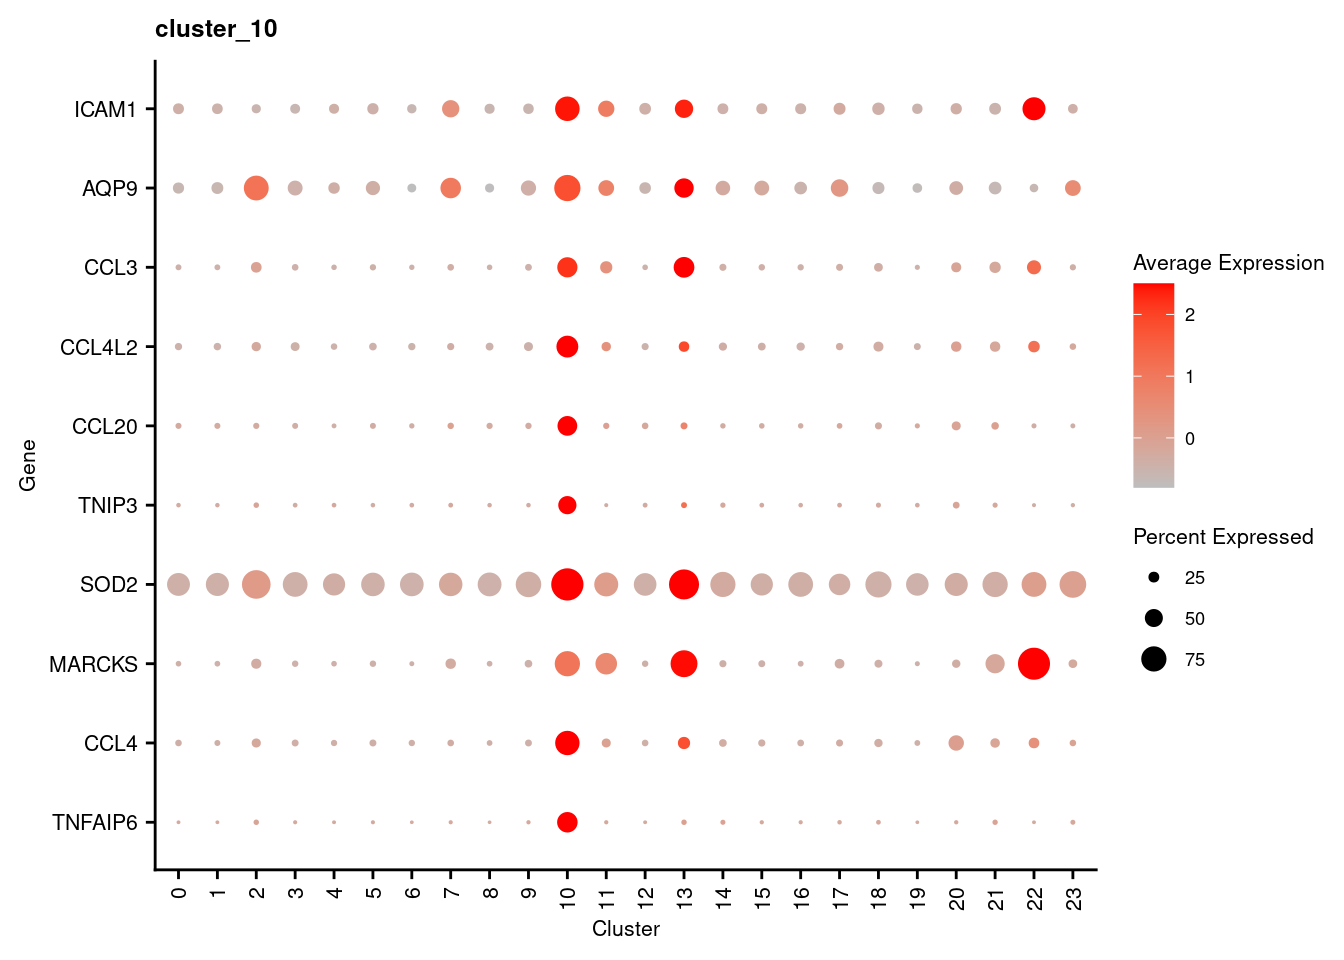 cluster_10
ICAM1
AQP9
CCL3
CCL4L2
CCL20
TNIP3
SOD2
MARCKS
CCL4
TNFAIP6
Gene
0 1 2 3 4 5 6 7 8 9 10 11 12 13 14 15 16 17 18 19 20 21 22 23
Cluster
Average Expression
2
1
0
Percent Expressed
25
50
75